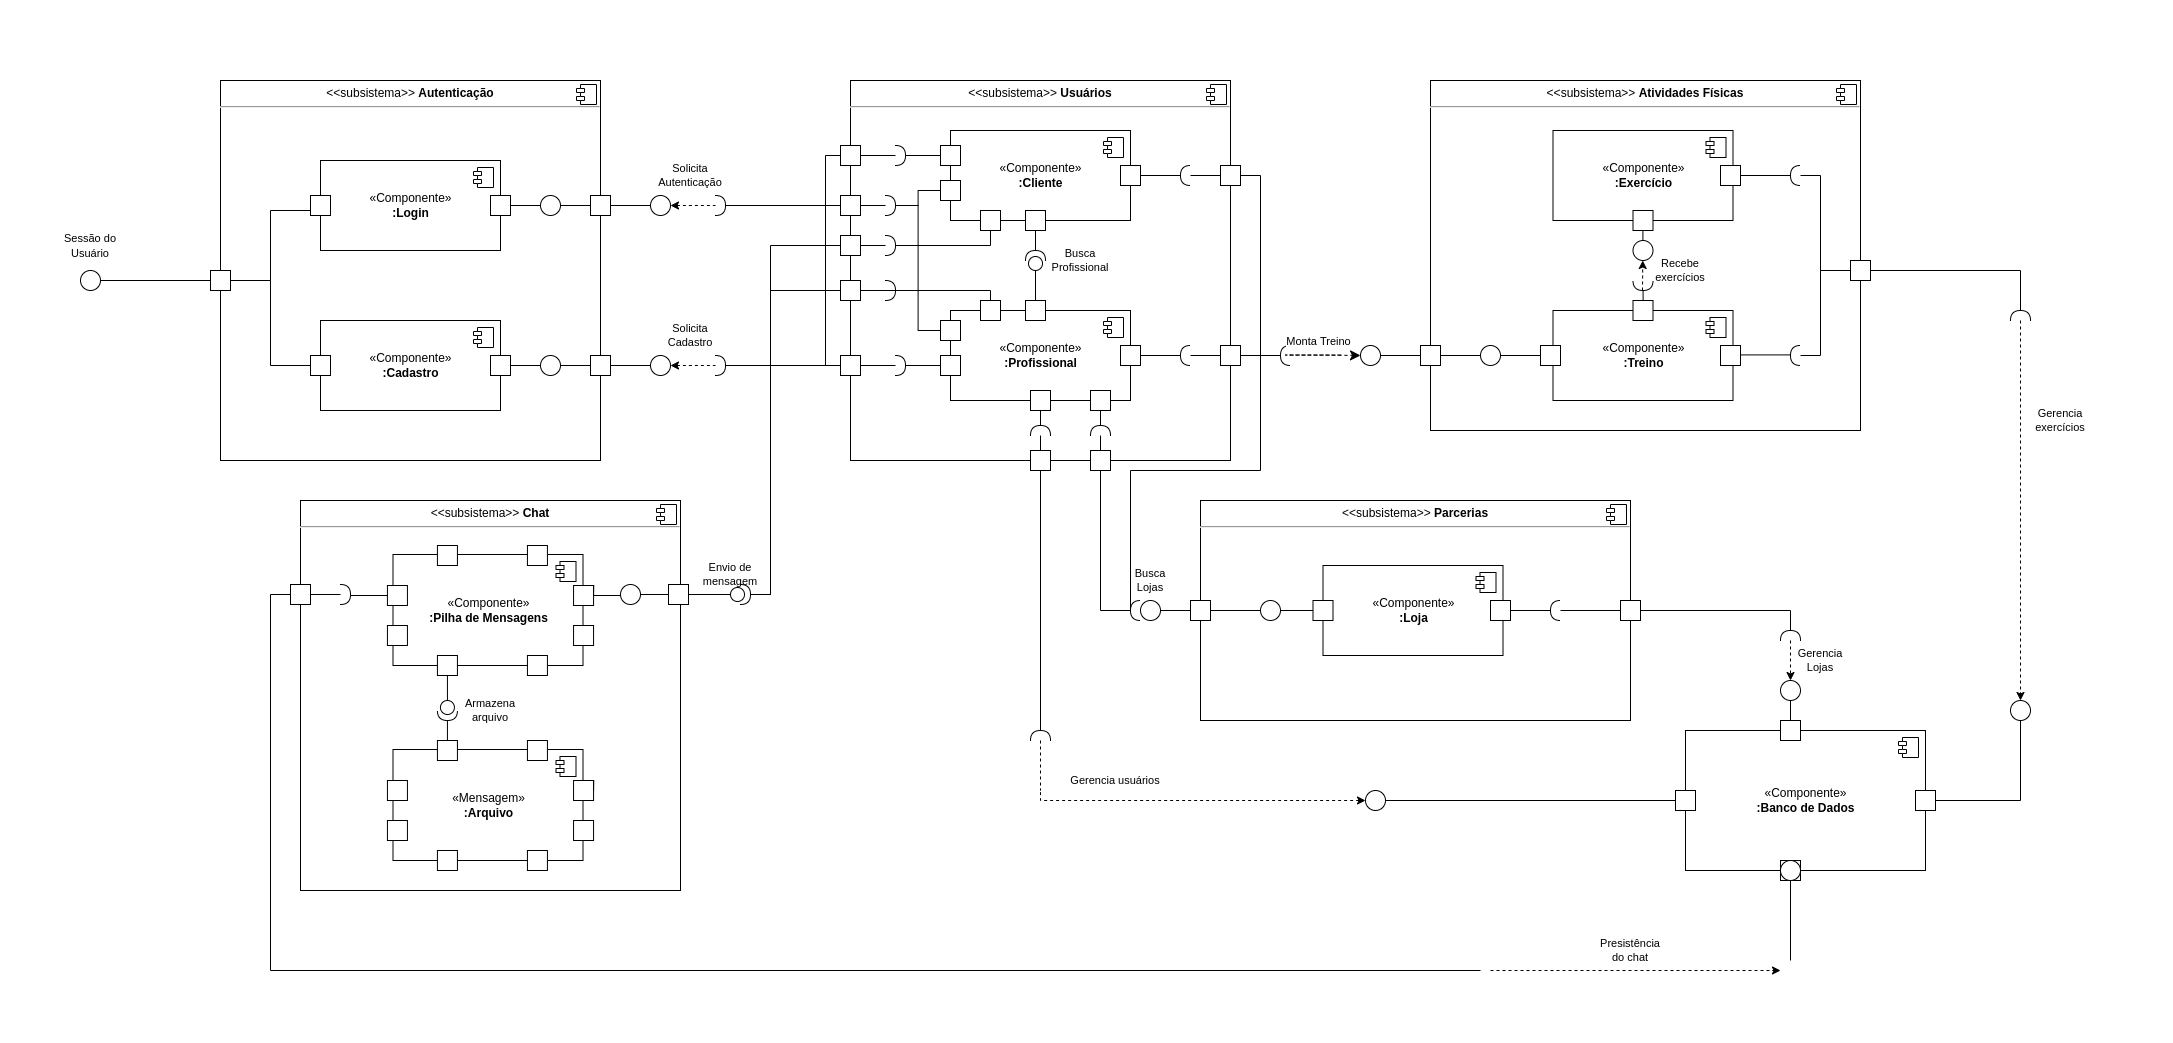 <<subsistema>> Autenticação
<<subsistema>> Usuários
<<subsistema>> Atividades Físicas
«Componente»
:Login
Solicita
Autenticação
«Componente»
:Cliente
«Componente»
:Exercício
Sessão do
Usuário
Busca
Profissional
Recebe
exercícios
«Componente»
:Cadastro
Solicita
Cadastro
«Componente»
:Profissional
Monta Treino
«Componente»
:Treino
Gerencia
exercícios
<<subsistema>> Chat
<<subsistema>> Parcerias
«Componente»
:Pilha de Mensagens
Envio de
mensagem
Busca
Lojas
«Componente»
:Loja
Gerencia
Lojas
Armazena
arquivo
«Mensagem»
:Arquivo
Gerencia usuários
«Componente»
:Banco de Dados
Presistência
do chat